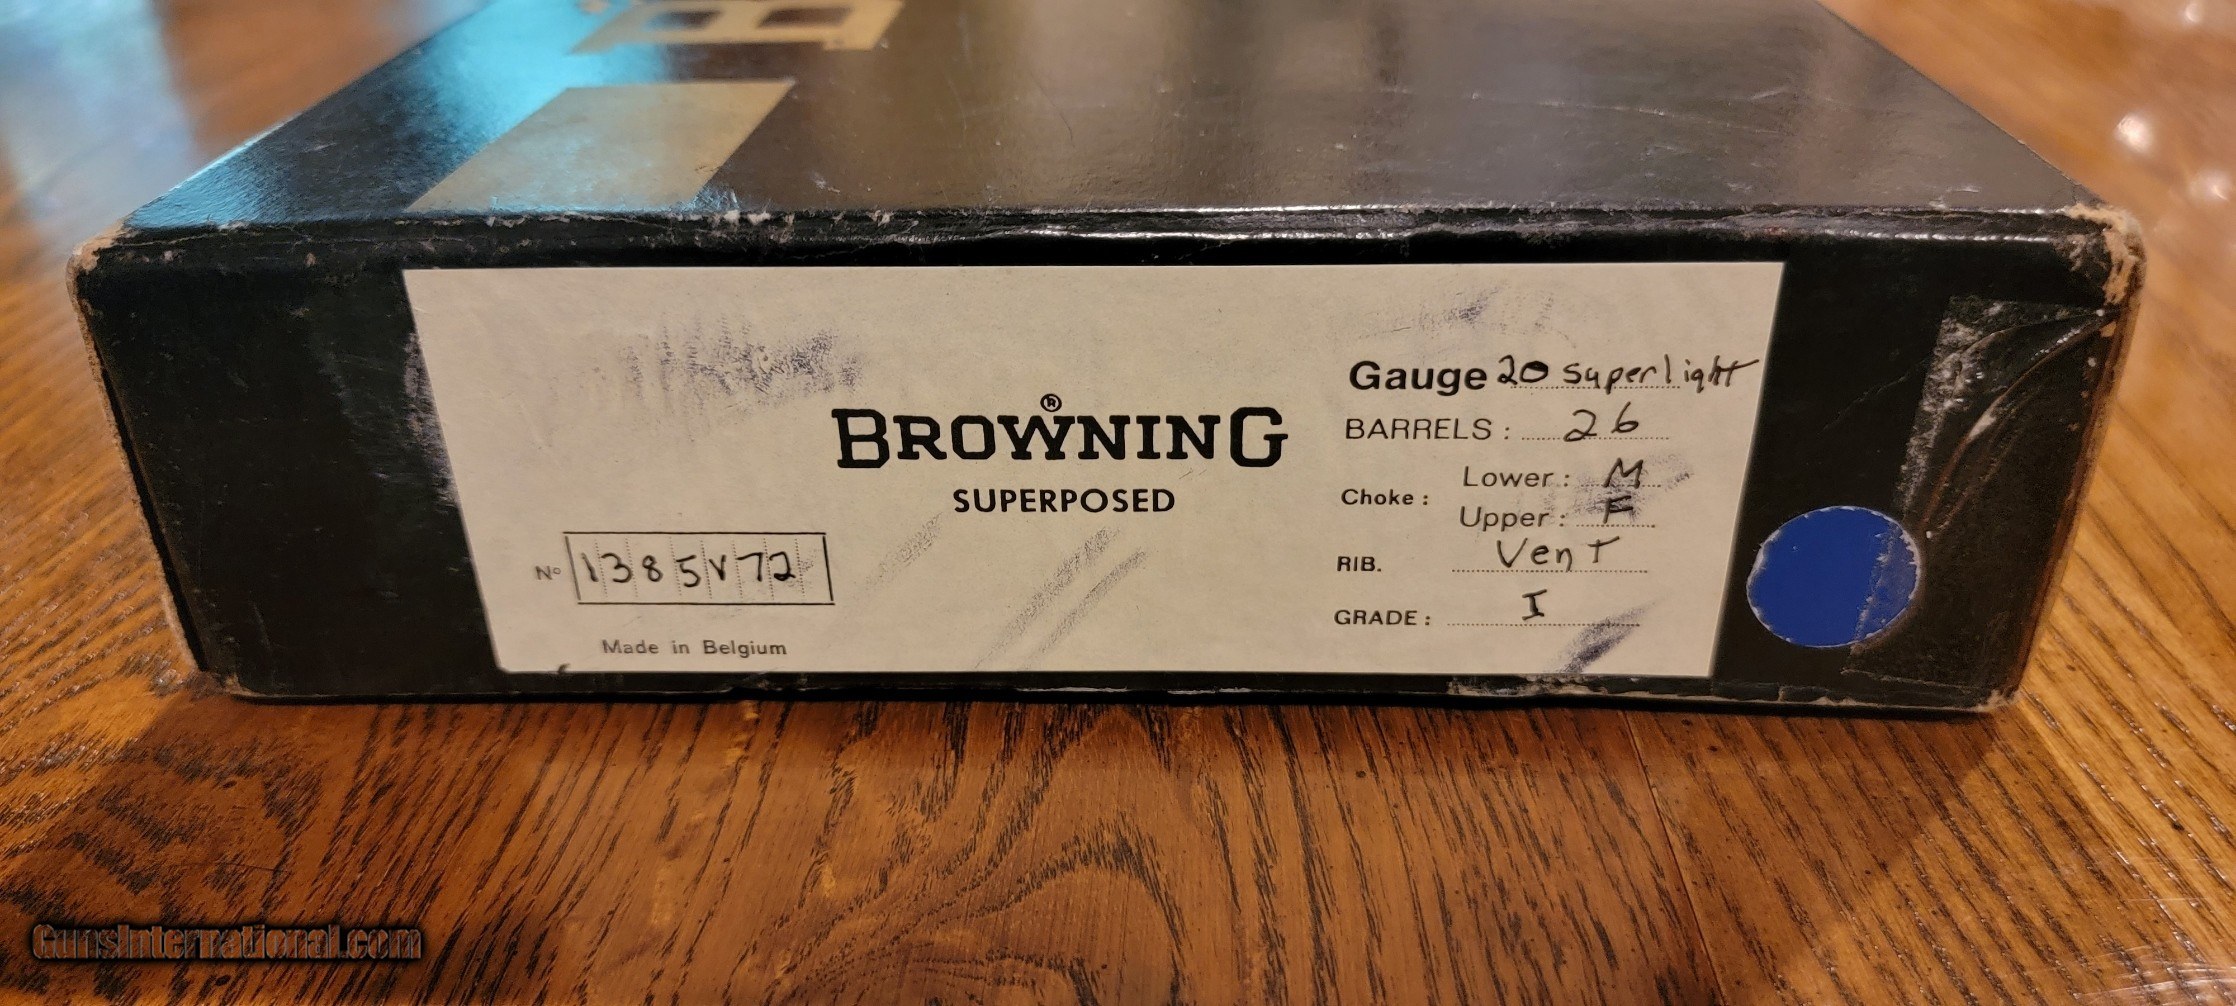 BROWNING®
SUPERPOSED
Nº 1385V72
Made in Belgium
Gauge 20 superlight
BARRELS : 26
Choke :
Lower : M
Upper : F
RIB. Vent
GRADE : I
GunsInternational.com